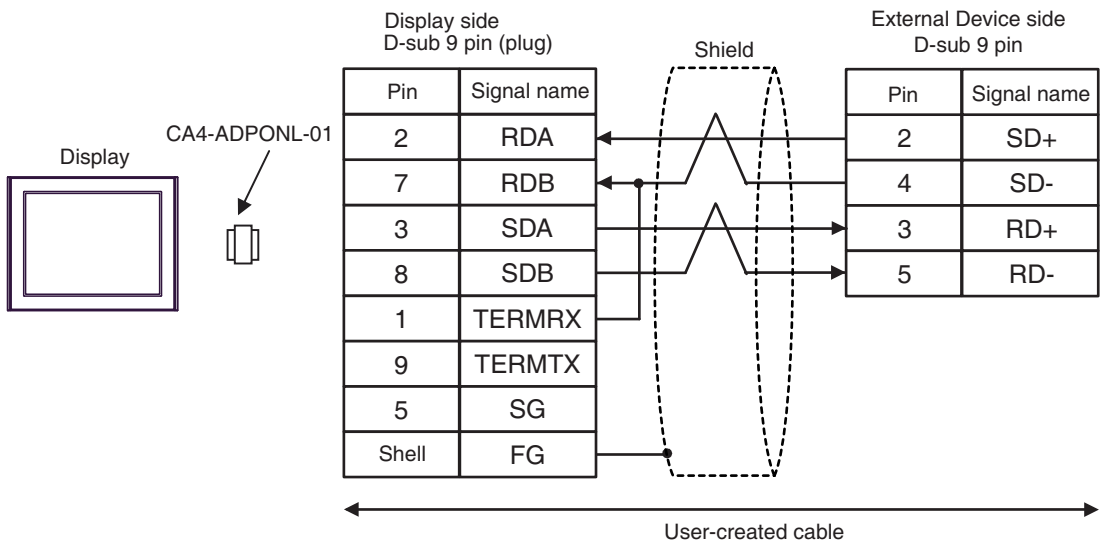 Display side
D-sub 9 pin (plug)
External Device side
D-sub 9 pin
Shield
Pin Signal name
Pin Signal name
CA4-ADPONL-01
Display
2 RDA
2 SD+
7 RDB
4 SD-
3 SDA
3 RD+
8 SDB
5 RD-
1 TERMRX
9 TERMTX
5 SG
Shell FG
User-created cable